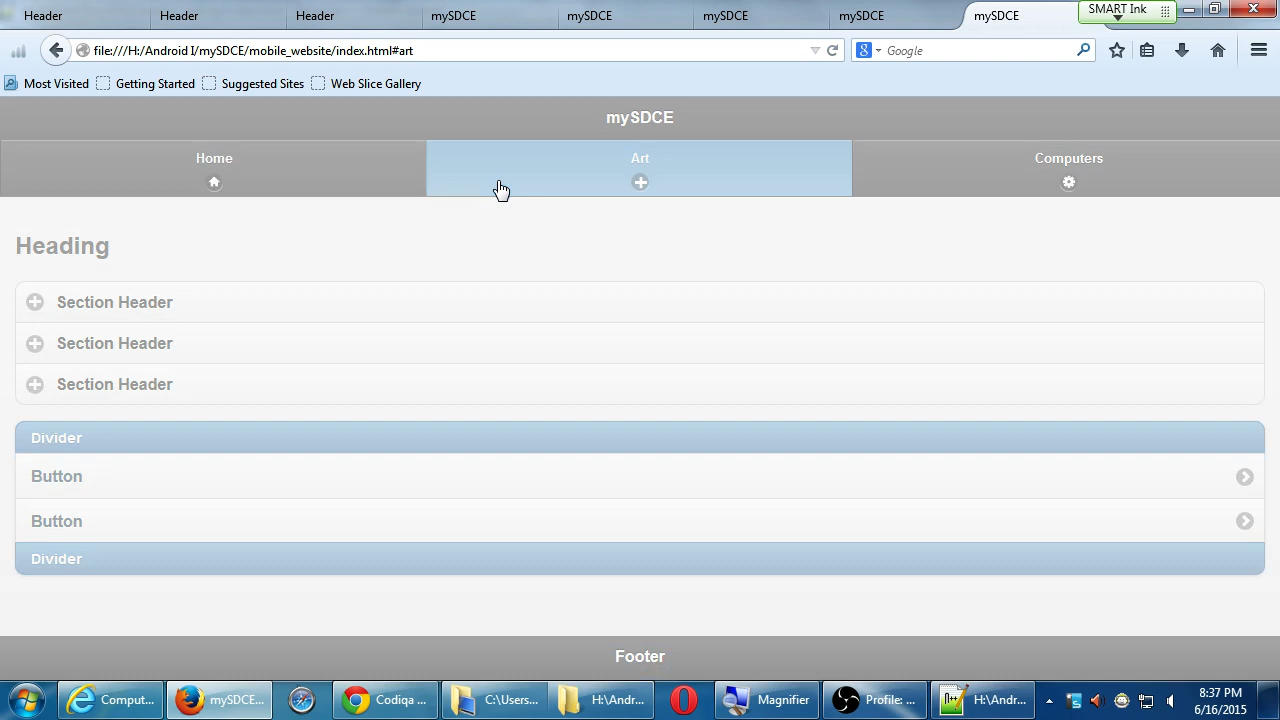 Header
Header
Header
mySDCE
mySDCE
mySDCE
mySDCE
mySDCE
SMART Ink
file:///H:/Android I/mySDCE/mobile_website/index.html#art
8
Google
Most Visited
Getting Started
Suggested Sites
Web Slice Gallery
mySDCE
Home
Art
Computers
Heading
Section Header
Section Header
Section Header
Divider
Button
Button
Divider
Footer
Comput...
mySDCE...
Codiqa ...
C:\Users...
H:\Andr...
Magnifier
Profile: ...
H:\Andr...
8:37 PM
6/16/2015